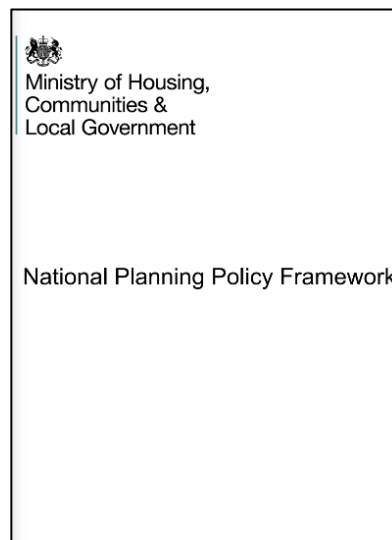 Ministry of Housing,
Communities &
Local Government
National Planning Policy Framework